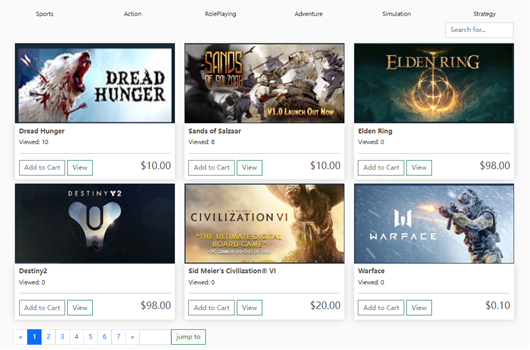 Sports Action RolePlaying Adventure Simulation Strategy
Search for...
DREAD
HUNGER
SANDS
OF SALZAAR
V1.0 LAUNCH OUT NOW
ELDEN RING
Dread Hunger Sands of Salzaar Elden Ring
Viewed: 10 Viewed: 8 Viewed: 0
Add to Cart View $10.00 Add to Cart View $10.00 Add to Cart View $98.00
DESTINY 2
CIVILIZATION VI
"THE ULTIMATE DIGITAL
BOARD GAME"
WARFACE
Destiny2 Sid Meier's Civilization® VI Warface
Viewed: 0 Viewed: 0 Viewed: 0
Add to Cart View $98.00 Add to Cart View $20.00 Add to Cart View $0.10
« 1 2 3 4 5 6 7 » jump to